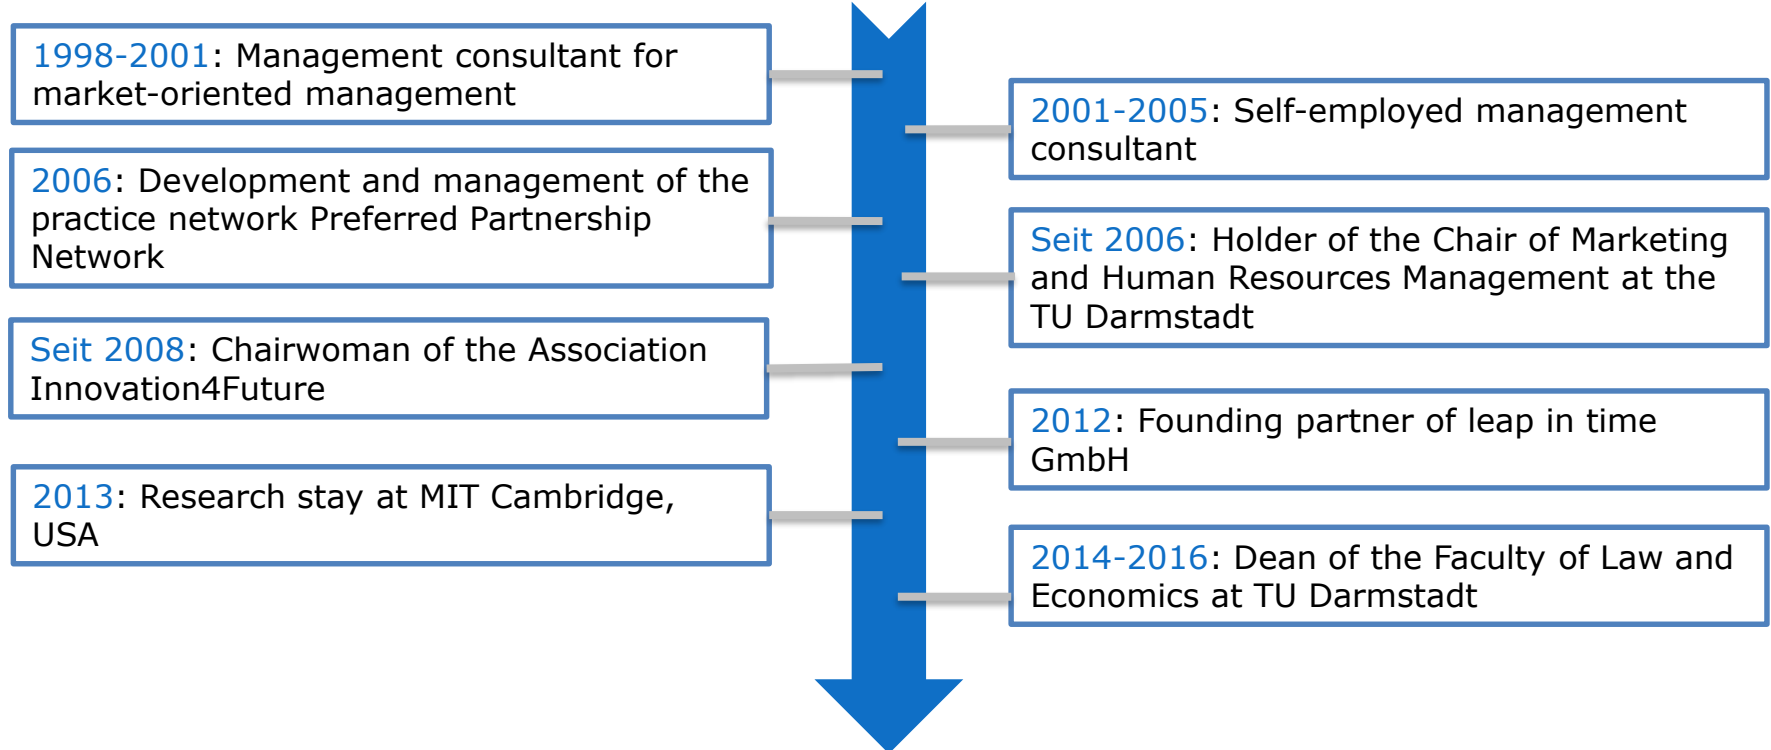 1998-2001: Management consultant for
market-oriented management
2001-2005: Self-employed management
consultant
2006: Development and management of the
practice network Preferred Partnership
Network
Seit 2006: Holder of the Chair of Marketing
and Human Resources Management at the
TU Darmstadt
Seit 2008: Chairwoman of the Association
Innovation4Future
2012: Founding partner of leap in time
GmbH
2013: Research stay at MIT Cambridge,
USA
2014-2016: Dean of the Faculty of Law and
Economics at TU Darmstadt